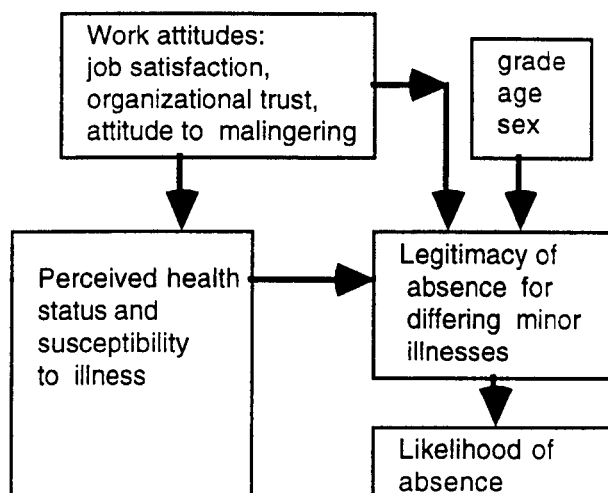 Work attitudes:
job satisfaction,
organizational trust,
attitude to malingering
grade
age
sex
Perceived health
status and
susceptibility
to illness
Legitimacy of
absence for
differing minor
illnesses
Likelihood of
absence